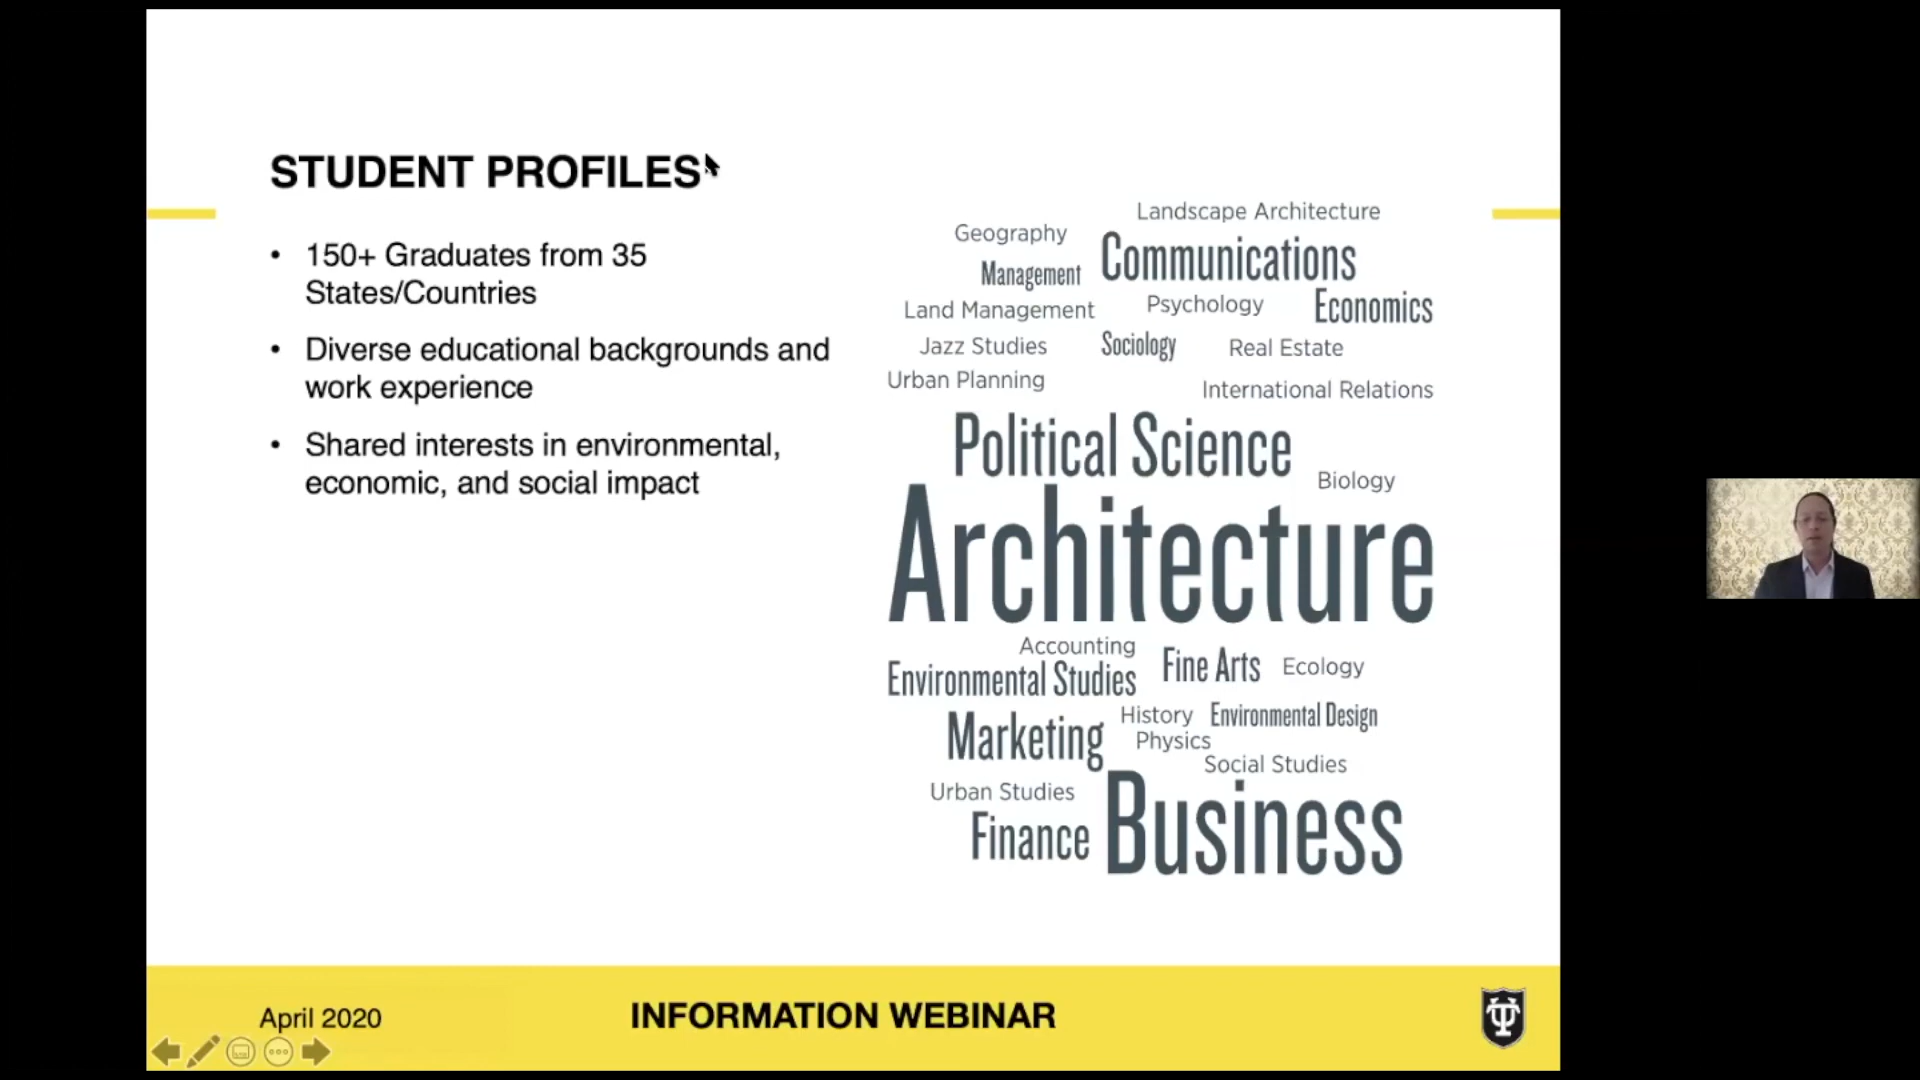 STUDENT PROFILES
• 150+ Graduates from 35
States/Countries
• Diverse educational backgrounds and
work experience
• Shared interests in environmental,
economic, and social impact
Landscape Architecture
Geography
Communications
Management
Land Management
Psychology
Economics
Jazz Studies
Sociology
Real Estate
Urban Planning
International Relations
Political Science
Biology
Architecture
Accounting
Environmental Studies
Fine Arts
Ecology
Marketing
History
Environmental Design
Physics
Social Studies
Urban Studies
Finance
Business
April 2020
INFORMATION WEBINAR